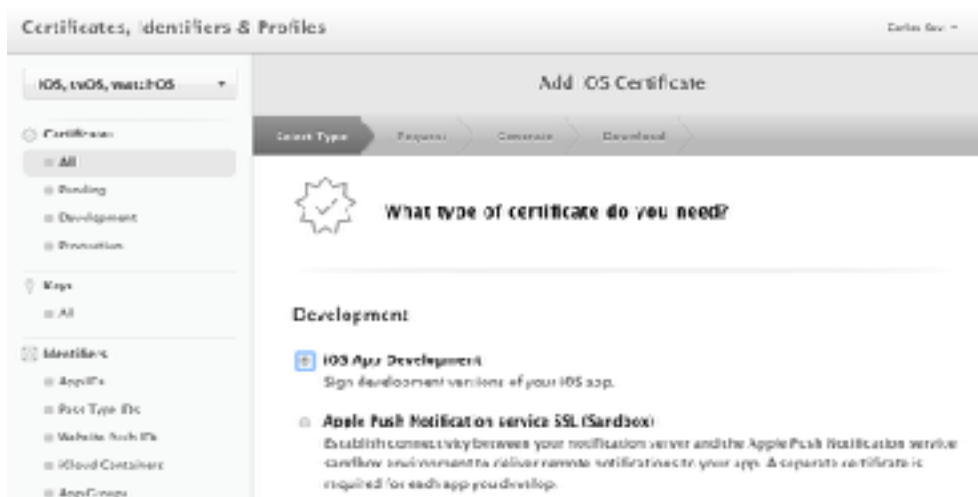 Certificates, Identifiers & Profiles
iOS, tvOS, watchOS
Add iOS Certificate
Certificates
Select Type
Request
Generate
Download
All
Pending
Development
Production
What type of certificate do you need?
Keys
All
Development
Identifiers
iOS App Development
Sign development versions of your iOS app.
App IDs
Pass Type IDs
Apple Push Notification service SSL (Sandbox)
Website Push IDs
Establish connectivity between your notification server and the Apple Push Notification service
iCloud Containers
sandbox environment to deliver remote notifications to your app. A separate certificate is
required for each app you develop.
App Groups